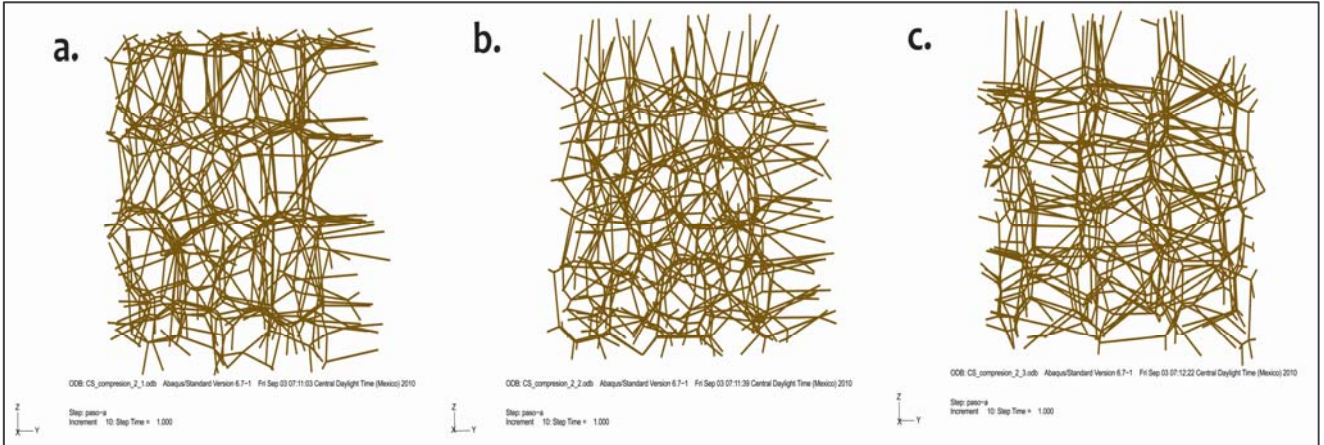 a.
ODB: CS_compresion_2_1.odb Abaqus/Standard Version 6.7-1 Fri Sep 03 07:11:03 Central Daylight Time (Mexico) 2010
Step: paso-a
Increment 10: Step Time = 1.000
Z
X
Y
b.
ODB: CS_compresion_2_2.odb Abaqus/Standard Version 6.7-1 Fri Sep 03 07:11:39 Central Daylight Time (Mexico) 2010
Step: paso-a
Increment 10: Step Time = 1.000
Z
X
Y
c.
ODB: CS_compresion_2_3.odb Abaqus/Standard Version 6.7-1 Fri Sep 03 07:12:22 Central Daylight Time (Mexico) 2010
Step: paso-a
Increment 10: Step Time = 1.000
Z
X
Y